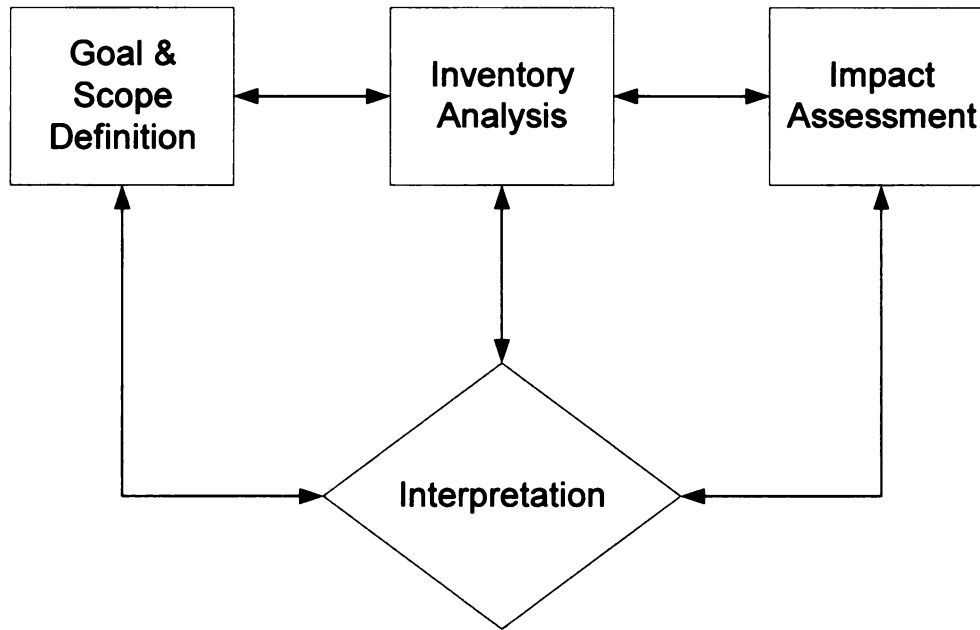 Goal &
Scope
Definition
Inventory
Analysis
Impact
Assessment
Interpretation